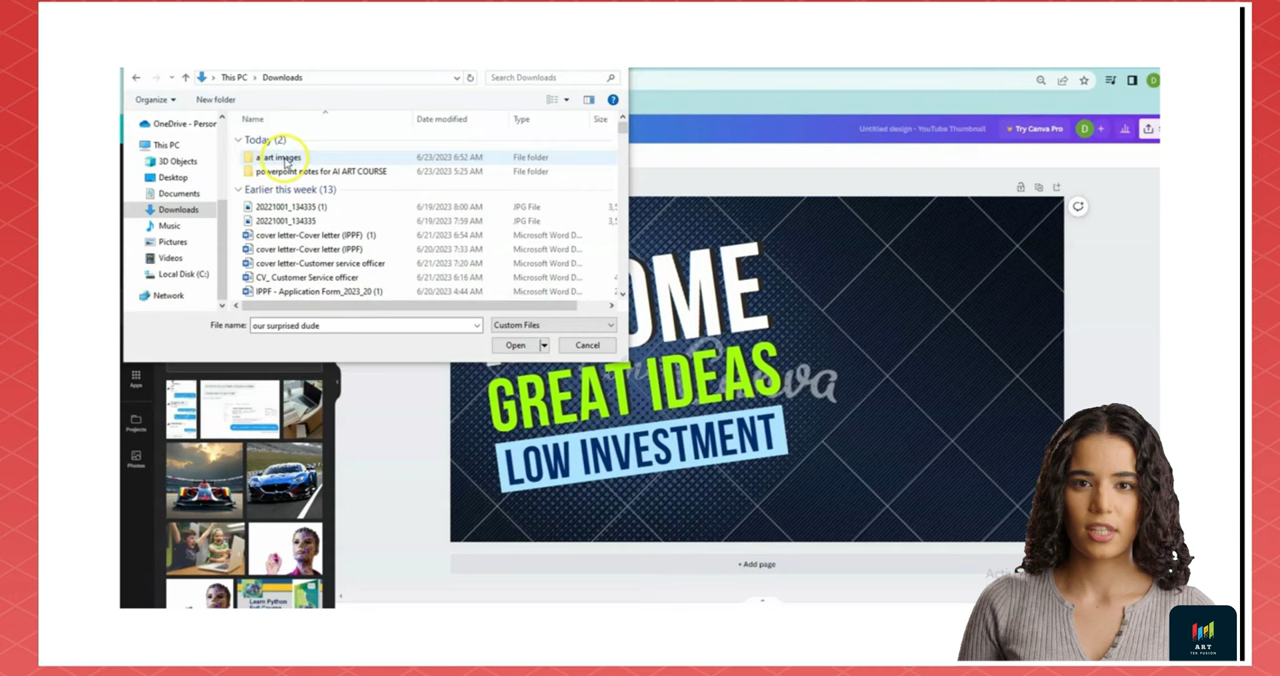 This PC > Downloads
Search Downloads
Organize
New folder
Name
Date modified
Type
Size
OneDrive - Person
This PC
3D Objects
Desktop
Documents
Downloads
Music
Pictures
Videos
Local Disk (C:)
Network
Today (2)
art images 6/23/2023 6:52 AM File folder
powerpoint notes for AI ART COURSE 6/23/2023 5:25 AM File folder
Earlier this week (13)
20221001_134335 (1) 6/19/2023 8:00 AM JPG File 3,5
20221001_134335 6/19/2023 7:59 AM JPG File 3,
cover letter-Cover letter (IPPF) (1) 6/21/2023 6:54 AM Microsoft Word D...
cover letter-Cover letter (IPPF) 6/20/2023 7:33 AM Microsoft Word D...
cover letter-Customer service officer 6/21/2023 7:20 AM Microsoft Word D...
CV_ Customer Service officer 6/21/2023 6:16 AM Microsoft Word D...
IPPF - Application Form_2023_20 (1) 6/20/2023 4:44 AM Microsoft Word D...
File name: our surprised dude
Custom Files
Open
Cancel
D
Untitled design - YouTube Thumbnail
Try Canva Pro
D
OME
GREAT IDEAS
LOW INVESTMENT
+ Add page
Apps
Projects
Photos
Learn Python
ART
TEK FUSION